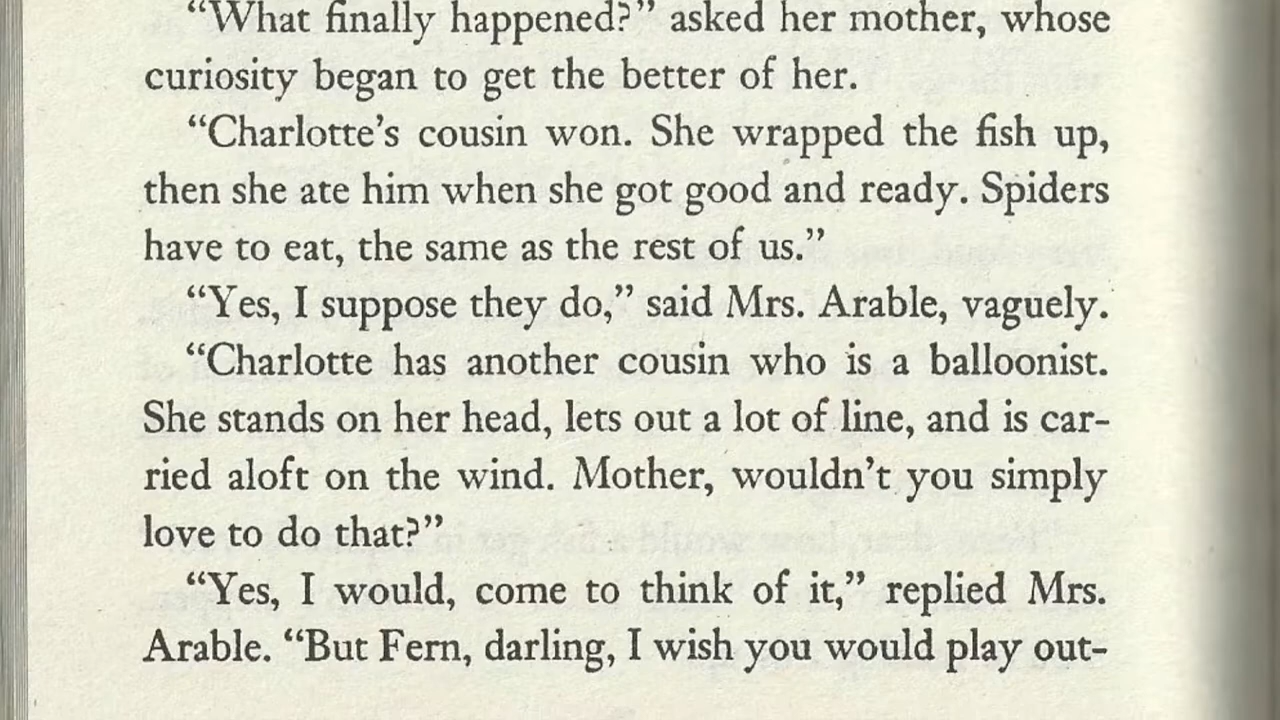 “What finally happened?” asked her mother, whose
curiosity began to get the better of her.
“Charlotte’s cousin won. She wrapped the fish up,
then she ate him when she got good and ready. Spiders
have to eat, the same as the rest of us.”
“Yes, I suppose they do,” said Mrs. Arable, vaguely.
“Charlotte has another cousin who is a balloonist.
She stands on her head, lets out a lot of line, and is car-
ried aloft on the wind. Mother, wouldn’t you simply
love to do that?”
“Yes, I would, come to think of it,” replied Mrs.
Arable. “But Fern, darling, I wish you would play out-